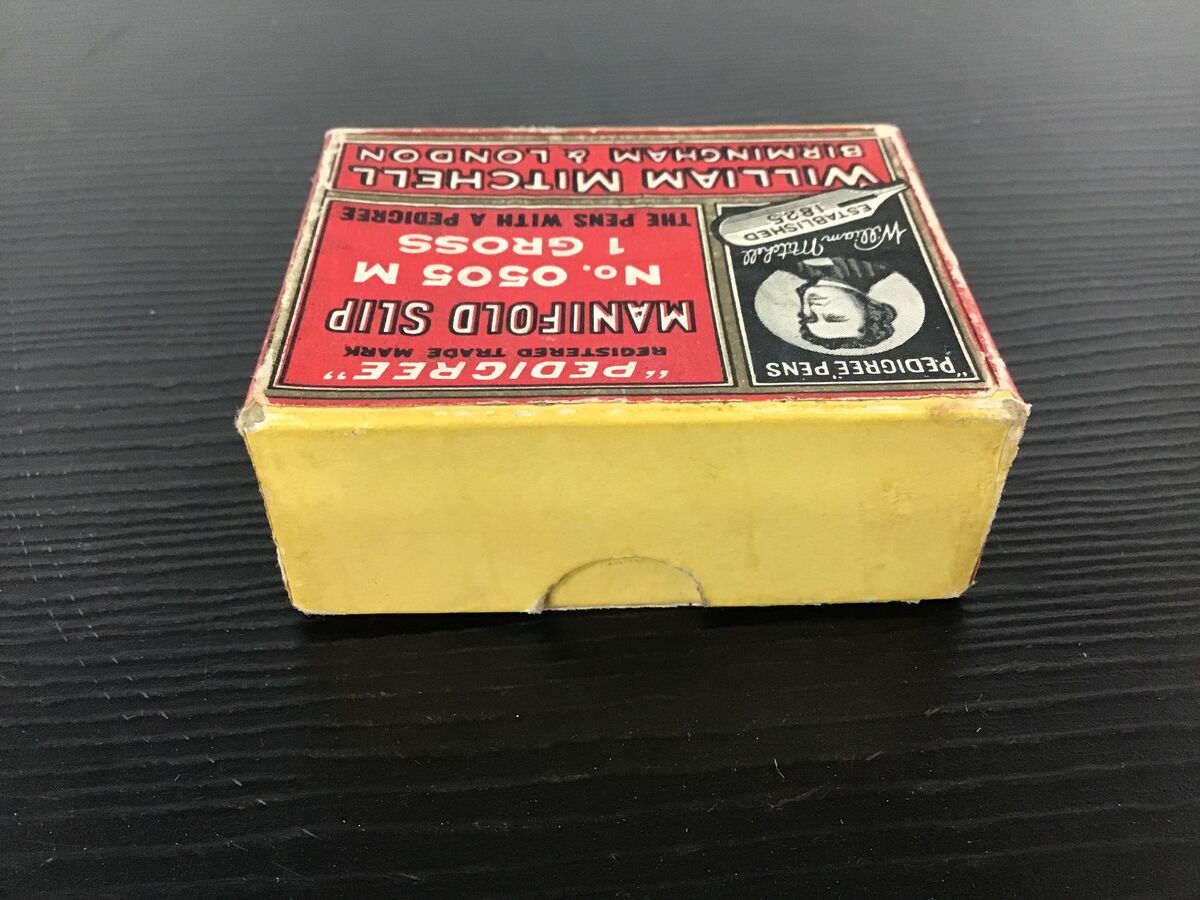 "PEDIGREE" PENS
William Mitchell
ESTABLISHED
1825
"PEDIGREE"
REGISTERED TRADE MARK
MANIFOLD SLIP
No. 0505 M
1 GROSS
THE PENS WITH A PEDIGREE
WILLIAM MITCHELL
BIRMINGHAM & LONDON